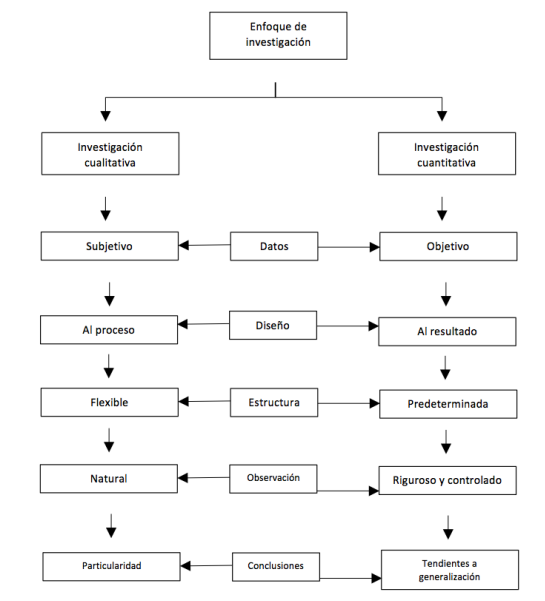 Enfoque de
investigación
Investigación
cualitativa
Investigación
cuantitativa
Subjetivo
Datos
Objetivo
Al proceso
Diseño
Al resultado
Flexible
Estructura
Predeterminada
Natural
Observación
Riguroso y controlado
Particularidad
Conclusiones
Tendientes a
generalización